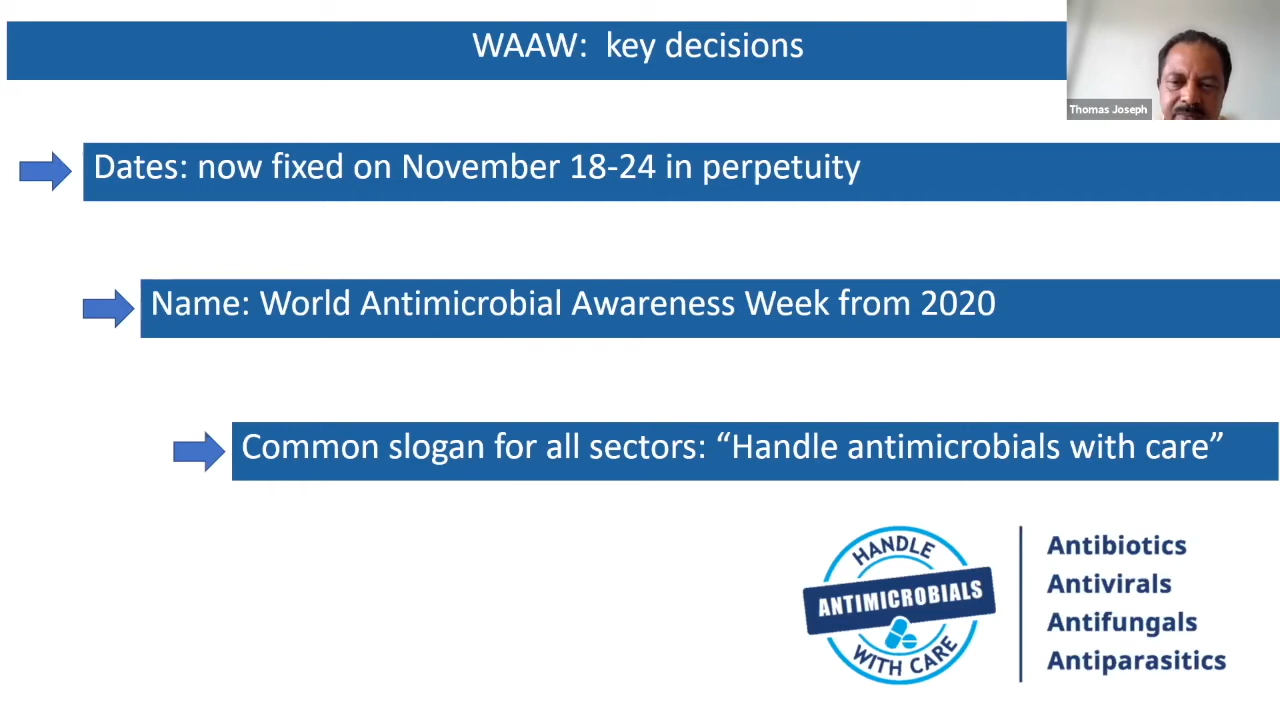 WAAW:  key decisions
Thomas Joseph
Dates: now fixed on November 18-24 in perpetuity
Name: World Antimicrobial Awareness Week from 2020
Common slogan for all sectors: “Handle antimicrobials with care”
HANDLE
ANTIMICROBIALS
WITH CARE
Antibiotics
Antivirals
Antifungals
Antiparasitics